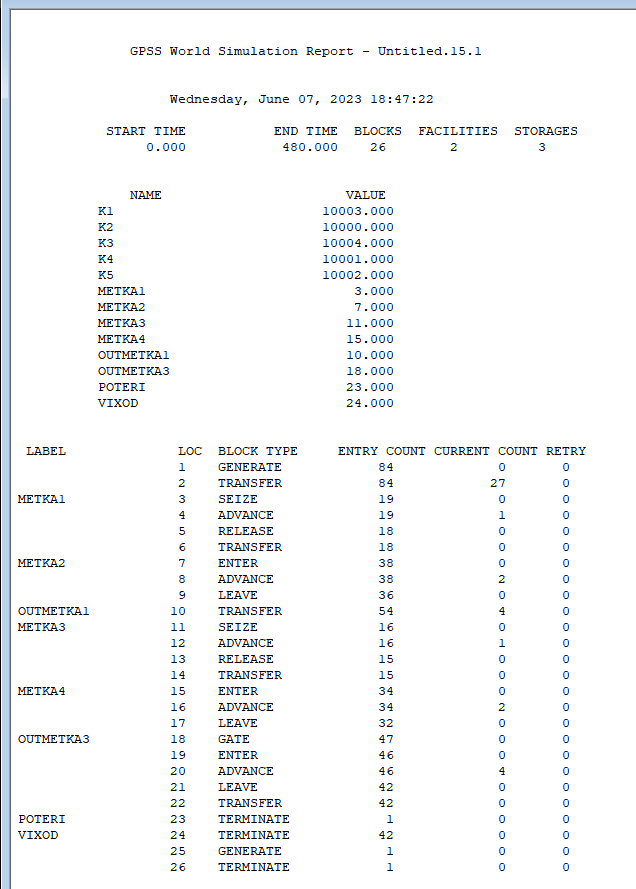 GPSS World Simulation Report - Untitled.15.1
Wednesday, June 07, 2023 18:47:22
START TIME END TIME BLOCKS FACILITIES STORAGES
0.000 480.000 26 2 3
NAME VALUE
K1 10003.000
K2 10000.000
K3 10004.000
K4 10001.000
K5 10002.000
METKA1 3.000
METKA2 7.000
METKA3 11.000
METKA4 15.000
OUTMETKA1 10.000
OUTMETKA3 18.000
POTERI 23.000
VIXOD 24.000
LABEL LOC BLOCK TYPE ENTRY COUNT CURRENT COUNT RETRY
1 GENERATE 84 0 0
2 TRANSFER 84 27 0
METKA1 3 SEIZE 19 0 0
4 ADVANCE 19 1 0
5 RELEASE 18 0 0
6 TRANSFER 18 0 0
METKA2 7 ENTER 38 0 0
8 ADVANCE 38 2 0
9 LEAVE 36 0 0
OUTMETKA1 10 TRANSFER 54 4 0
METKA3 11 SEIZE 16 0 0
12 ADVANCE 16 1 0
13 RELEASE 15 0 0
14 TRANSFER 15 0 0
METKA4 15 ENTER 34 0 0
16 ADVANCE 34 2 0
17 LEAVE 32 0 0
OUTMETKA3 18 GATE 47 0 0
19 ENTER 46 0 0
20 ADVANCE 46 4 0
21 LEAVE 42 0 0
22 TRANSFER 42 0 0
POTERI 23 TERMINATE 1 0 0
VIXOD 24 TERMINATE 42 0 0
25 GENERATE 1 0 0
26 TERMINATE 1 0 0